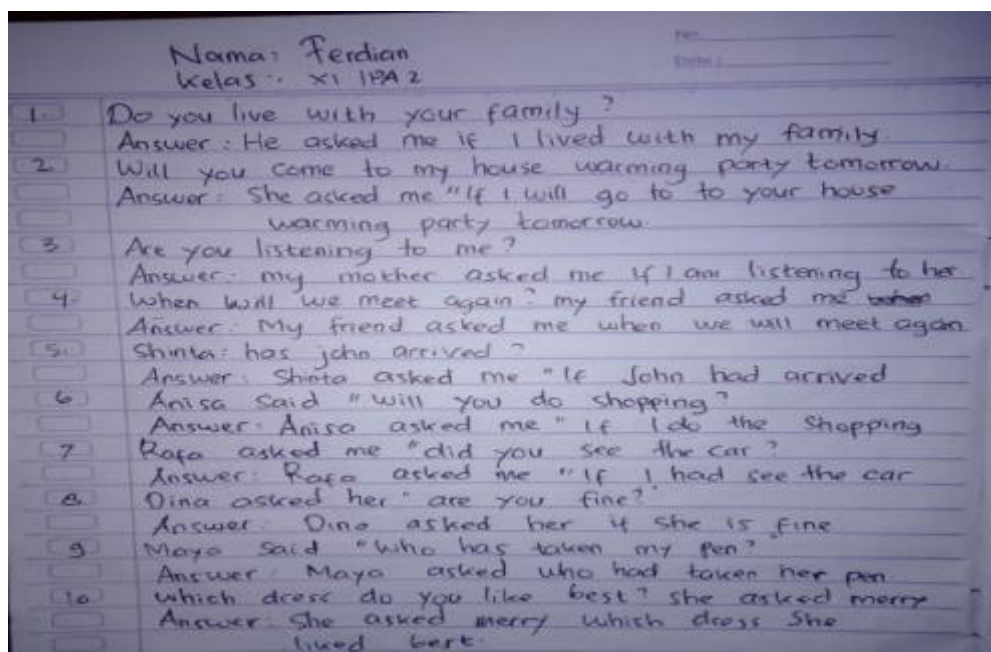 Nama: Ferdian
Kelas: XI IPA 2
1. Do you live with your family?
Answer: He asked me if I lived with my family.
2. Will you come to my house warming party tomorrow.
Answer: She asked me "If I will go to to your house
warming party tomorrow.
3 Are you listening to me?
Answer: my mother asked me if I am listening to her
4. When will we meet again? my friend asked me
Answer: My friend asked me when we will meet agan
5. Shinta: has john arrived?
Answer: Shinta asked me "If John had arrived
6 Anisa Said "will you do shopping?
Answer: Anisa asked me "If I do the Shopping
7 Rafa asked me "did you see the car?
Answer: Rafa asked me "If I had see the car
8. Dina asked her "are you fine?"
Answer: Dina asked her if she is fine
9 Maya said "who has taken my pen?
Answer: Maya asked who had taken her pen
10 which dress do you like best? she asked merry
Answer: She asked merry which dress She
liked best.